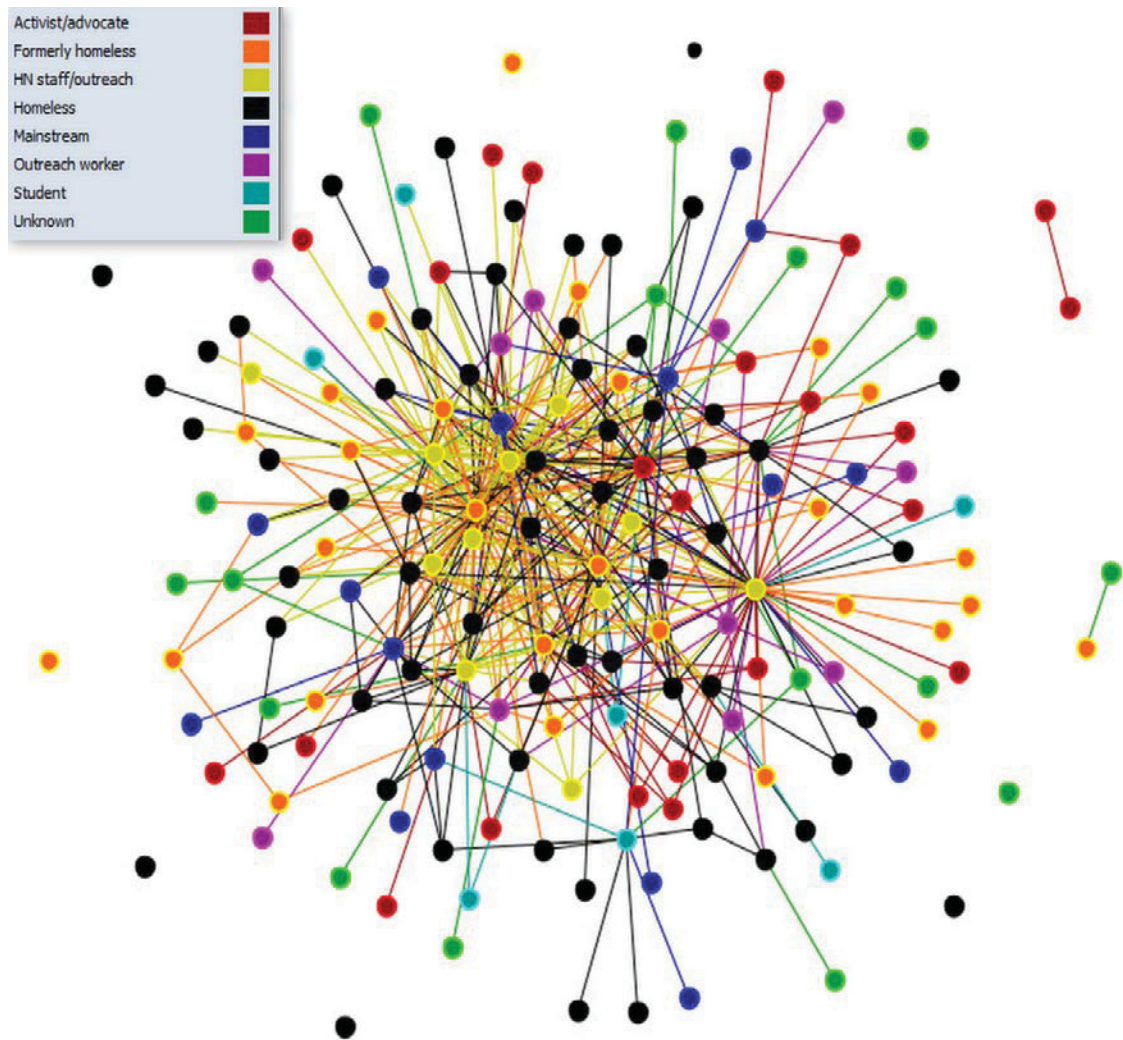 Activist/advocate
Formerly homeless
HN staff/outreach
Homeless
Mainstream
Outreach worker
Student
Unknown